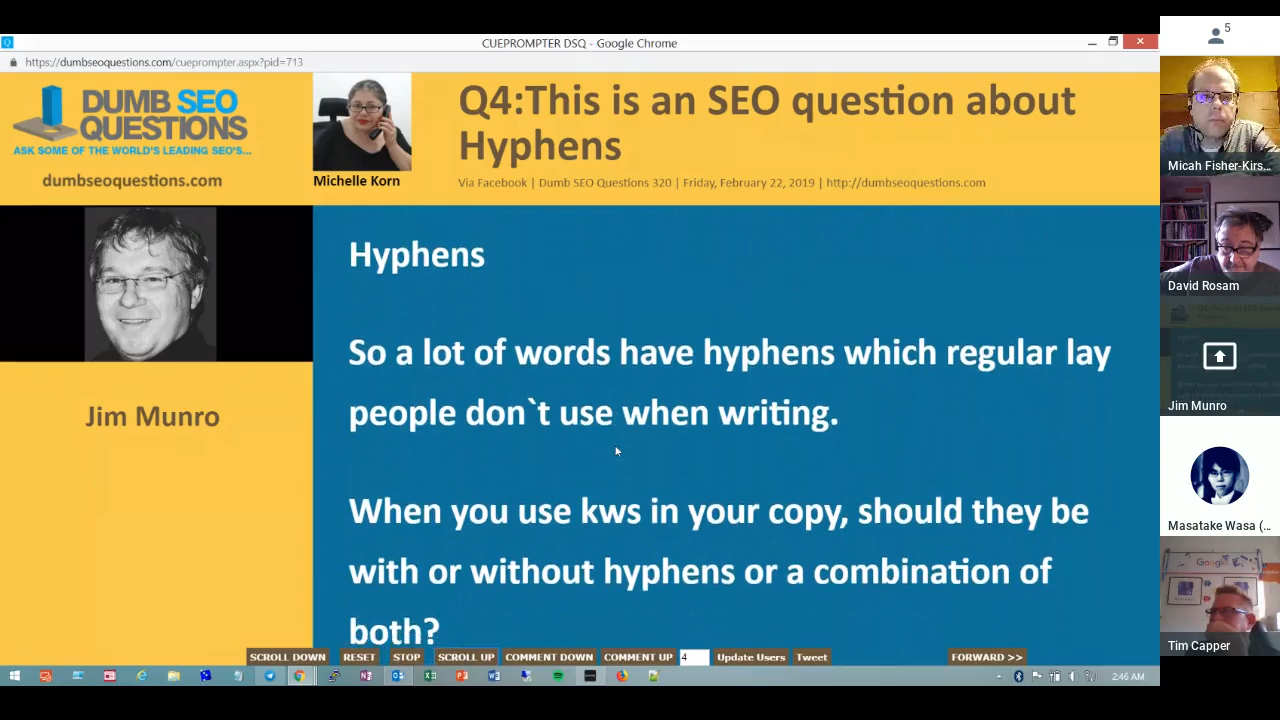 5
CUEPROMPTER DSQ - Google Chrome
https://dumbseoquestions.com/cueprompter.aspx?pid=713
DUMB SEO
QUESTIONS
ASK SOME OF THE WORLD'S LEADING SEO'S...
dumbseoquestions.com
Michelle Korn
Q4:This is an SEO question about
Hyphens
Via Facebook | Dumb SEO Questions 320 | Friday, February 22, 2019 | http://dumbseoquestions.com
Micah Fisher-Kirs...
Jim Munro
Hyphens
So a lot of words have hyphens which regular lay
people don`t use when writing.
When you use kws in your copy, should they be
with or without hyphens or a combination of
both?
David Rosam
Jim Munro
Masatake Wasa (...
Google
Tim Capper
SCROLL DOWN
RESET
STOP
SCROLL UP
COMMENT DOWN
COMMENT UP
4
Update Users
Tweet
FORWARD >>
2:46 AM